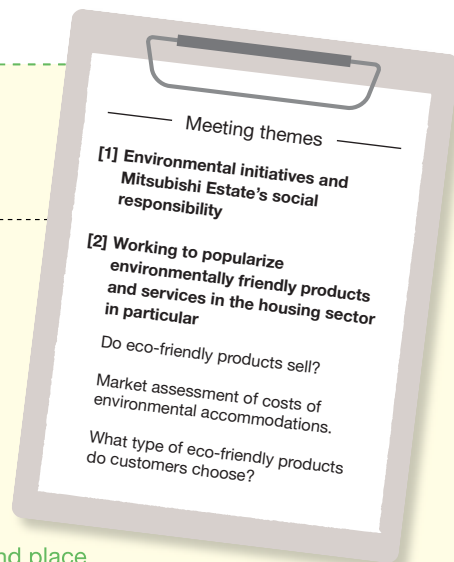 Meeting themes
[1] Environmental initiatives and
Mitsubishi Estate's social
responsibility
[2] Working to popularize
environmentally friendly products
and services in the housing sector
in particular
Do eco-friendly products sell?
Market assessment of costs of
environmental accommodations.
What type of eco-friendly products
do customers choose?
nd place